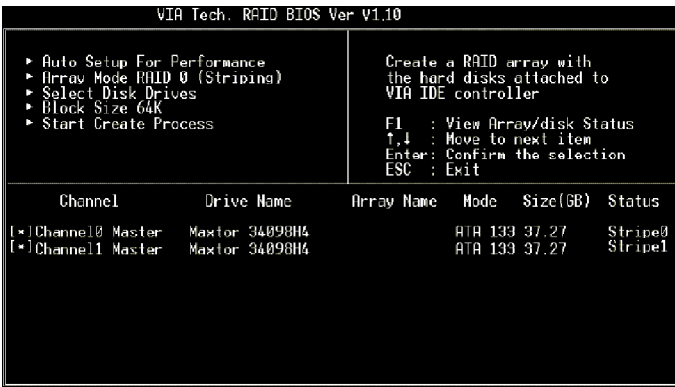 VIA Tech. RAID BIOS Ver V1.10
▸ Auto Setup For Performance
▸ Array Mode RAID 0 (Striping)
▸ Select Disk Drives
▸ Block Size 64K
▸ Start Create Process
Create a RAID array with
the hard disks attached to
VIA IDE controller
F1 : View Array/disk Status
↑,↓ : Move to next item
Enter: Confirm the selection
ESC : Exit
Channel Drive Name Array Name Mode Size(GB) Status
[*]Channel0 Master Maxtor 34098H4 ATA 133 37.27 Stripe0
[*]Channel1 Master Maxtor 34098H4 ATA 133 37.27 Stripe1